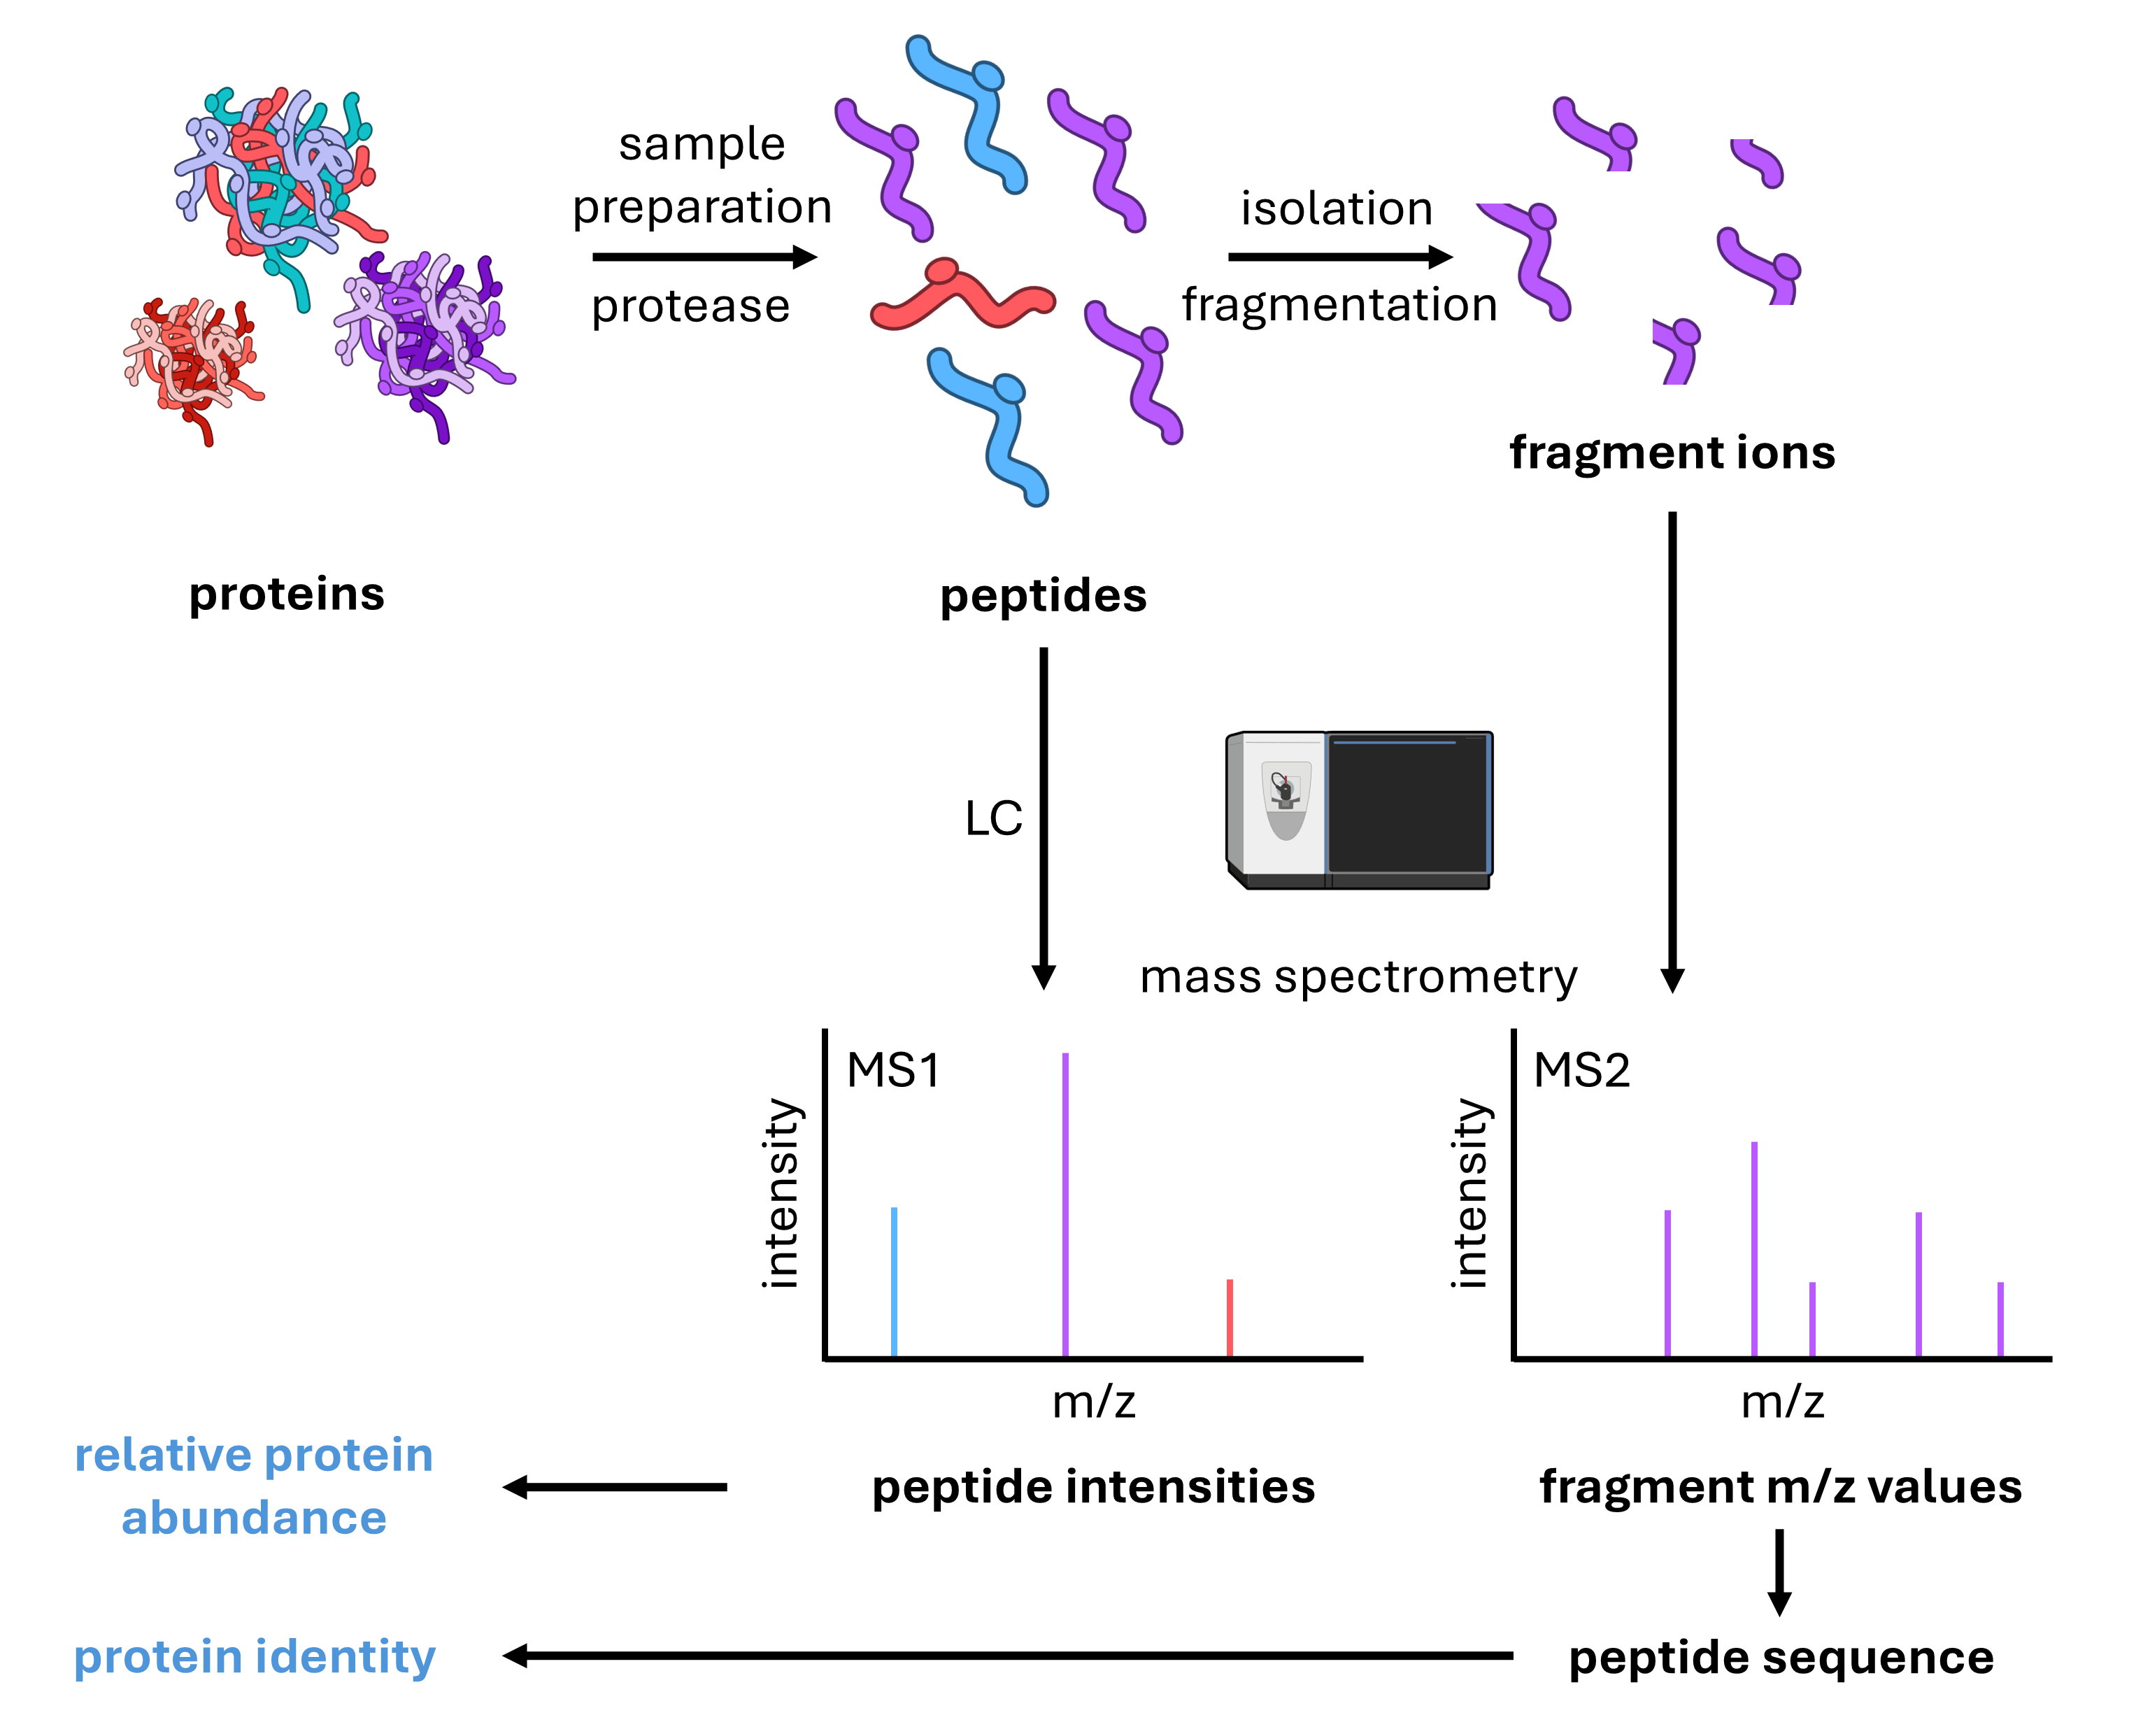 sample
preparation
protease
isolation
fragmentation
proteins
peptides
fragment ions
LC
mass spectrometry
MS1
intensity
m/z
MS2
intensity
m/z
peptide intensities
fragment m/z values
relative protein
abundance
peptide sequence
protein identity